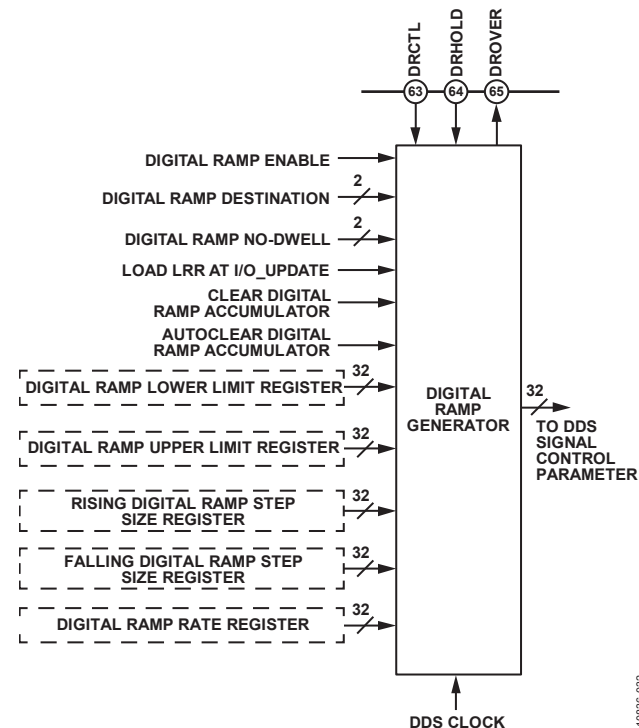 DRCTL
DRHOLD
DROVER
63
64
65
DIGITAL RAMP ENABLE
2
DIGITAL RAMP DESTINATION
2
DIGITAL RAMP NO-DWELL
LOAD LRR AT I/O_UPDATE
CLEAR DIGITAL
RAMP ACCUMULATOR
AUTOCLEAR DIGITAL
RAMP ACCUMULATOR
32
DIGITAL RAMP LOWER LIMIT REGISTER
32
DIGITAL RAMP UPPER LIMIT REGISTER
32
RISING DIGITAL RAMP STEP
SIZE REGISTER
32
FALLING DIGITAL RAMP STEP
SIZE REGISTER
32
DIGITAL RAMP RATE REGISTER
DIGITAL
RAMP
GENERATOR
32
TO DDS
SIGNAL
CONTROL
PARAMETER
DDS CLOCK